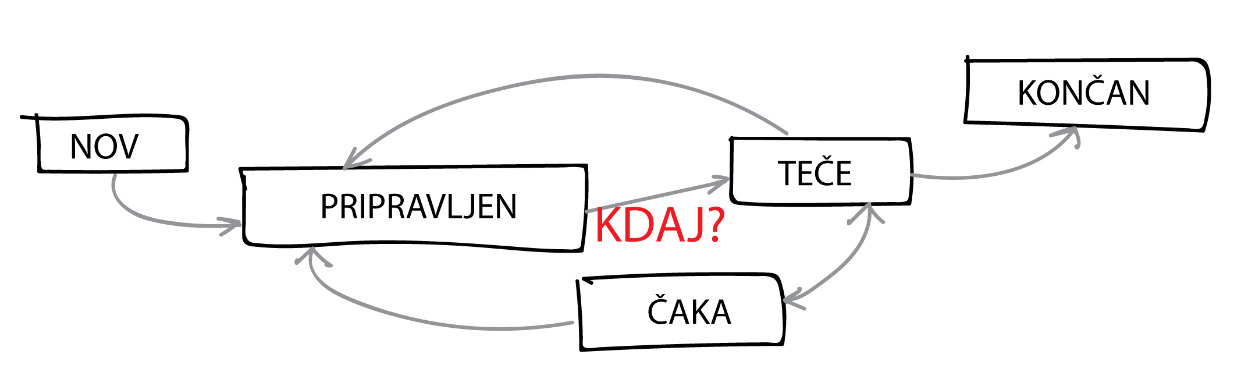 NOV
PRIPRAVLJEN
KDAJ?
ČAKA
TEČE
KONČAN